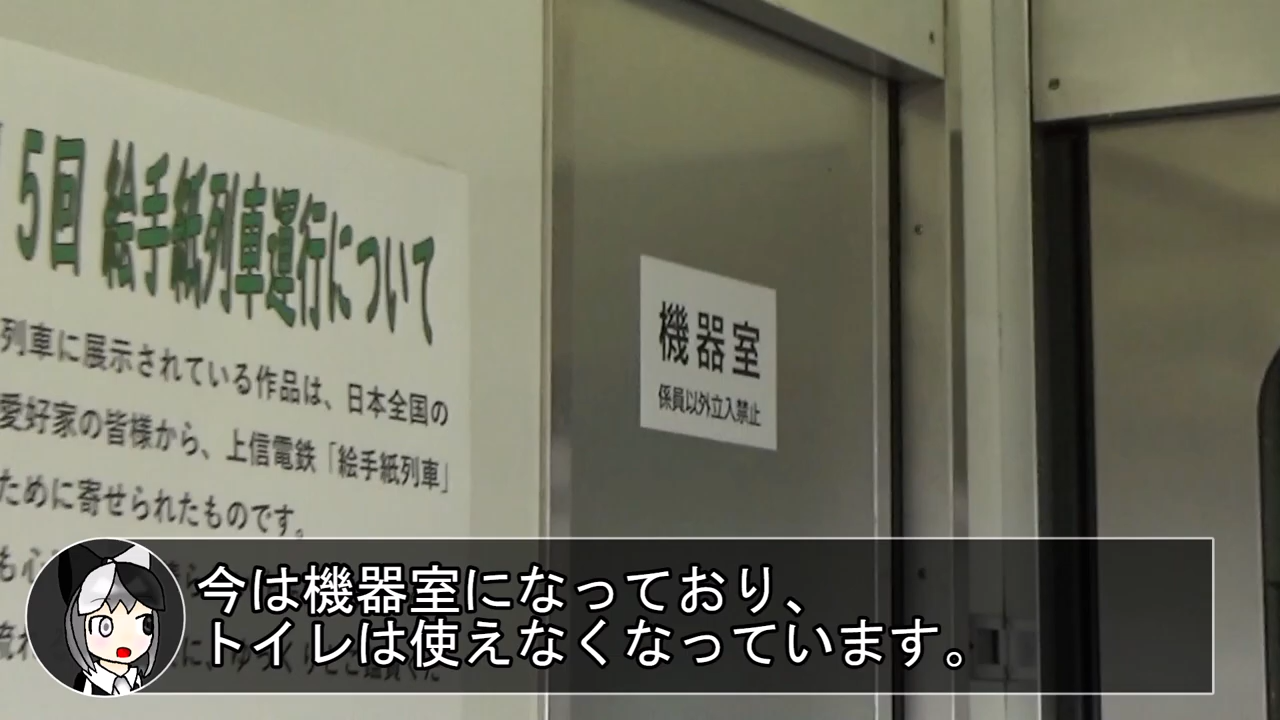 5回 絵手紙列車運行について
列車に展示されている作品は、日本全国の
愛好家の皆様から、上信電鉄「絵手紙列車」
ために寄せられたものです。
機器室
係員以外立入禁止
今は機器室になっており、
トイレは使えなくなっています。